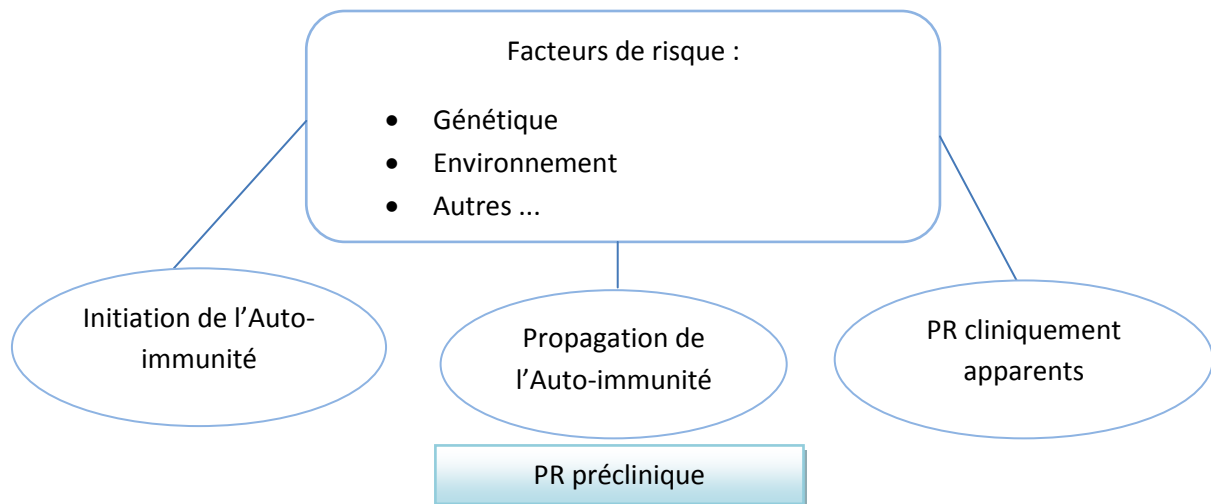 Facteurs de risque :
• Génétique
• Environnement
• Autres ...
Initiation de l’Auto-
immunité
Propagation de
l’Auto-immunité
PR cliniquement
apparents
PR préclinique